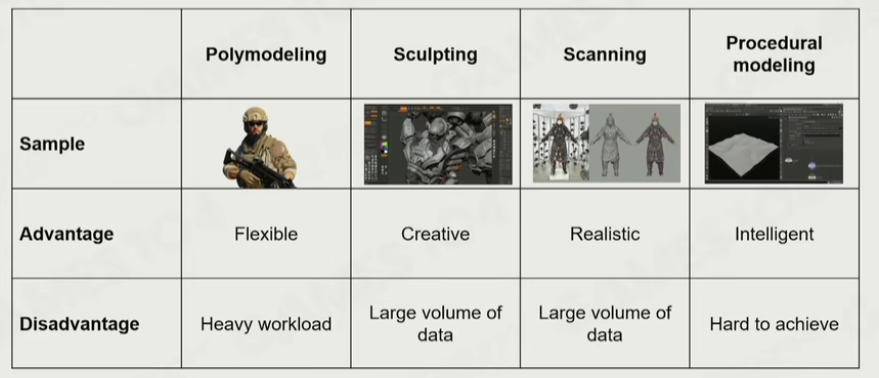 Polymodeling
Sculpting
Scanning
Procedural
modeling
Sample
Advantage
Flexible
Creative
Realistic
Intelligent
Disadvantage
Heavy workload
Large volume of
data
Large volume of
data
Hard to achieve